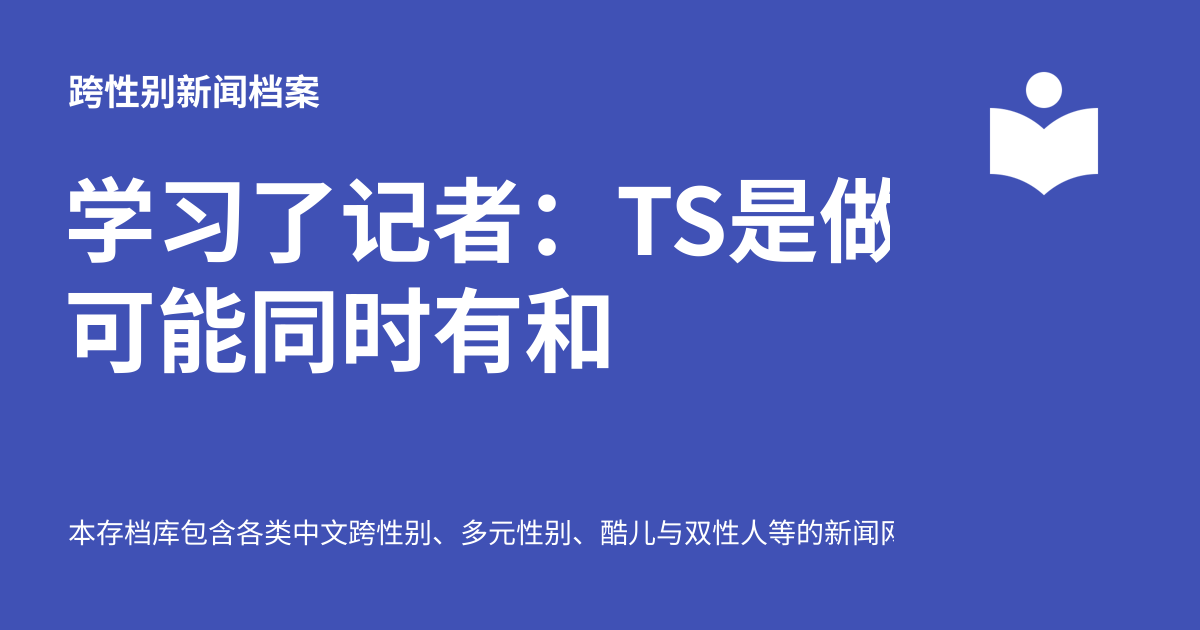 跨性别新闻档案
学习了记者：TS是做
可能同时有和
本存档库包含各类中文跨性别、多元性别、酷儿与双性人等的新闻网